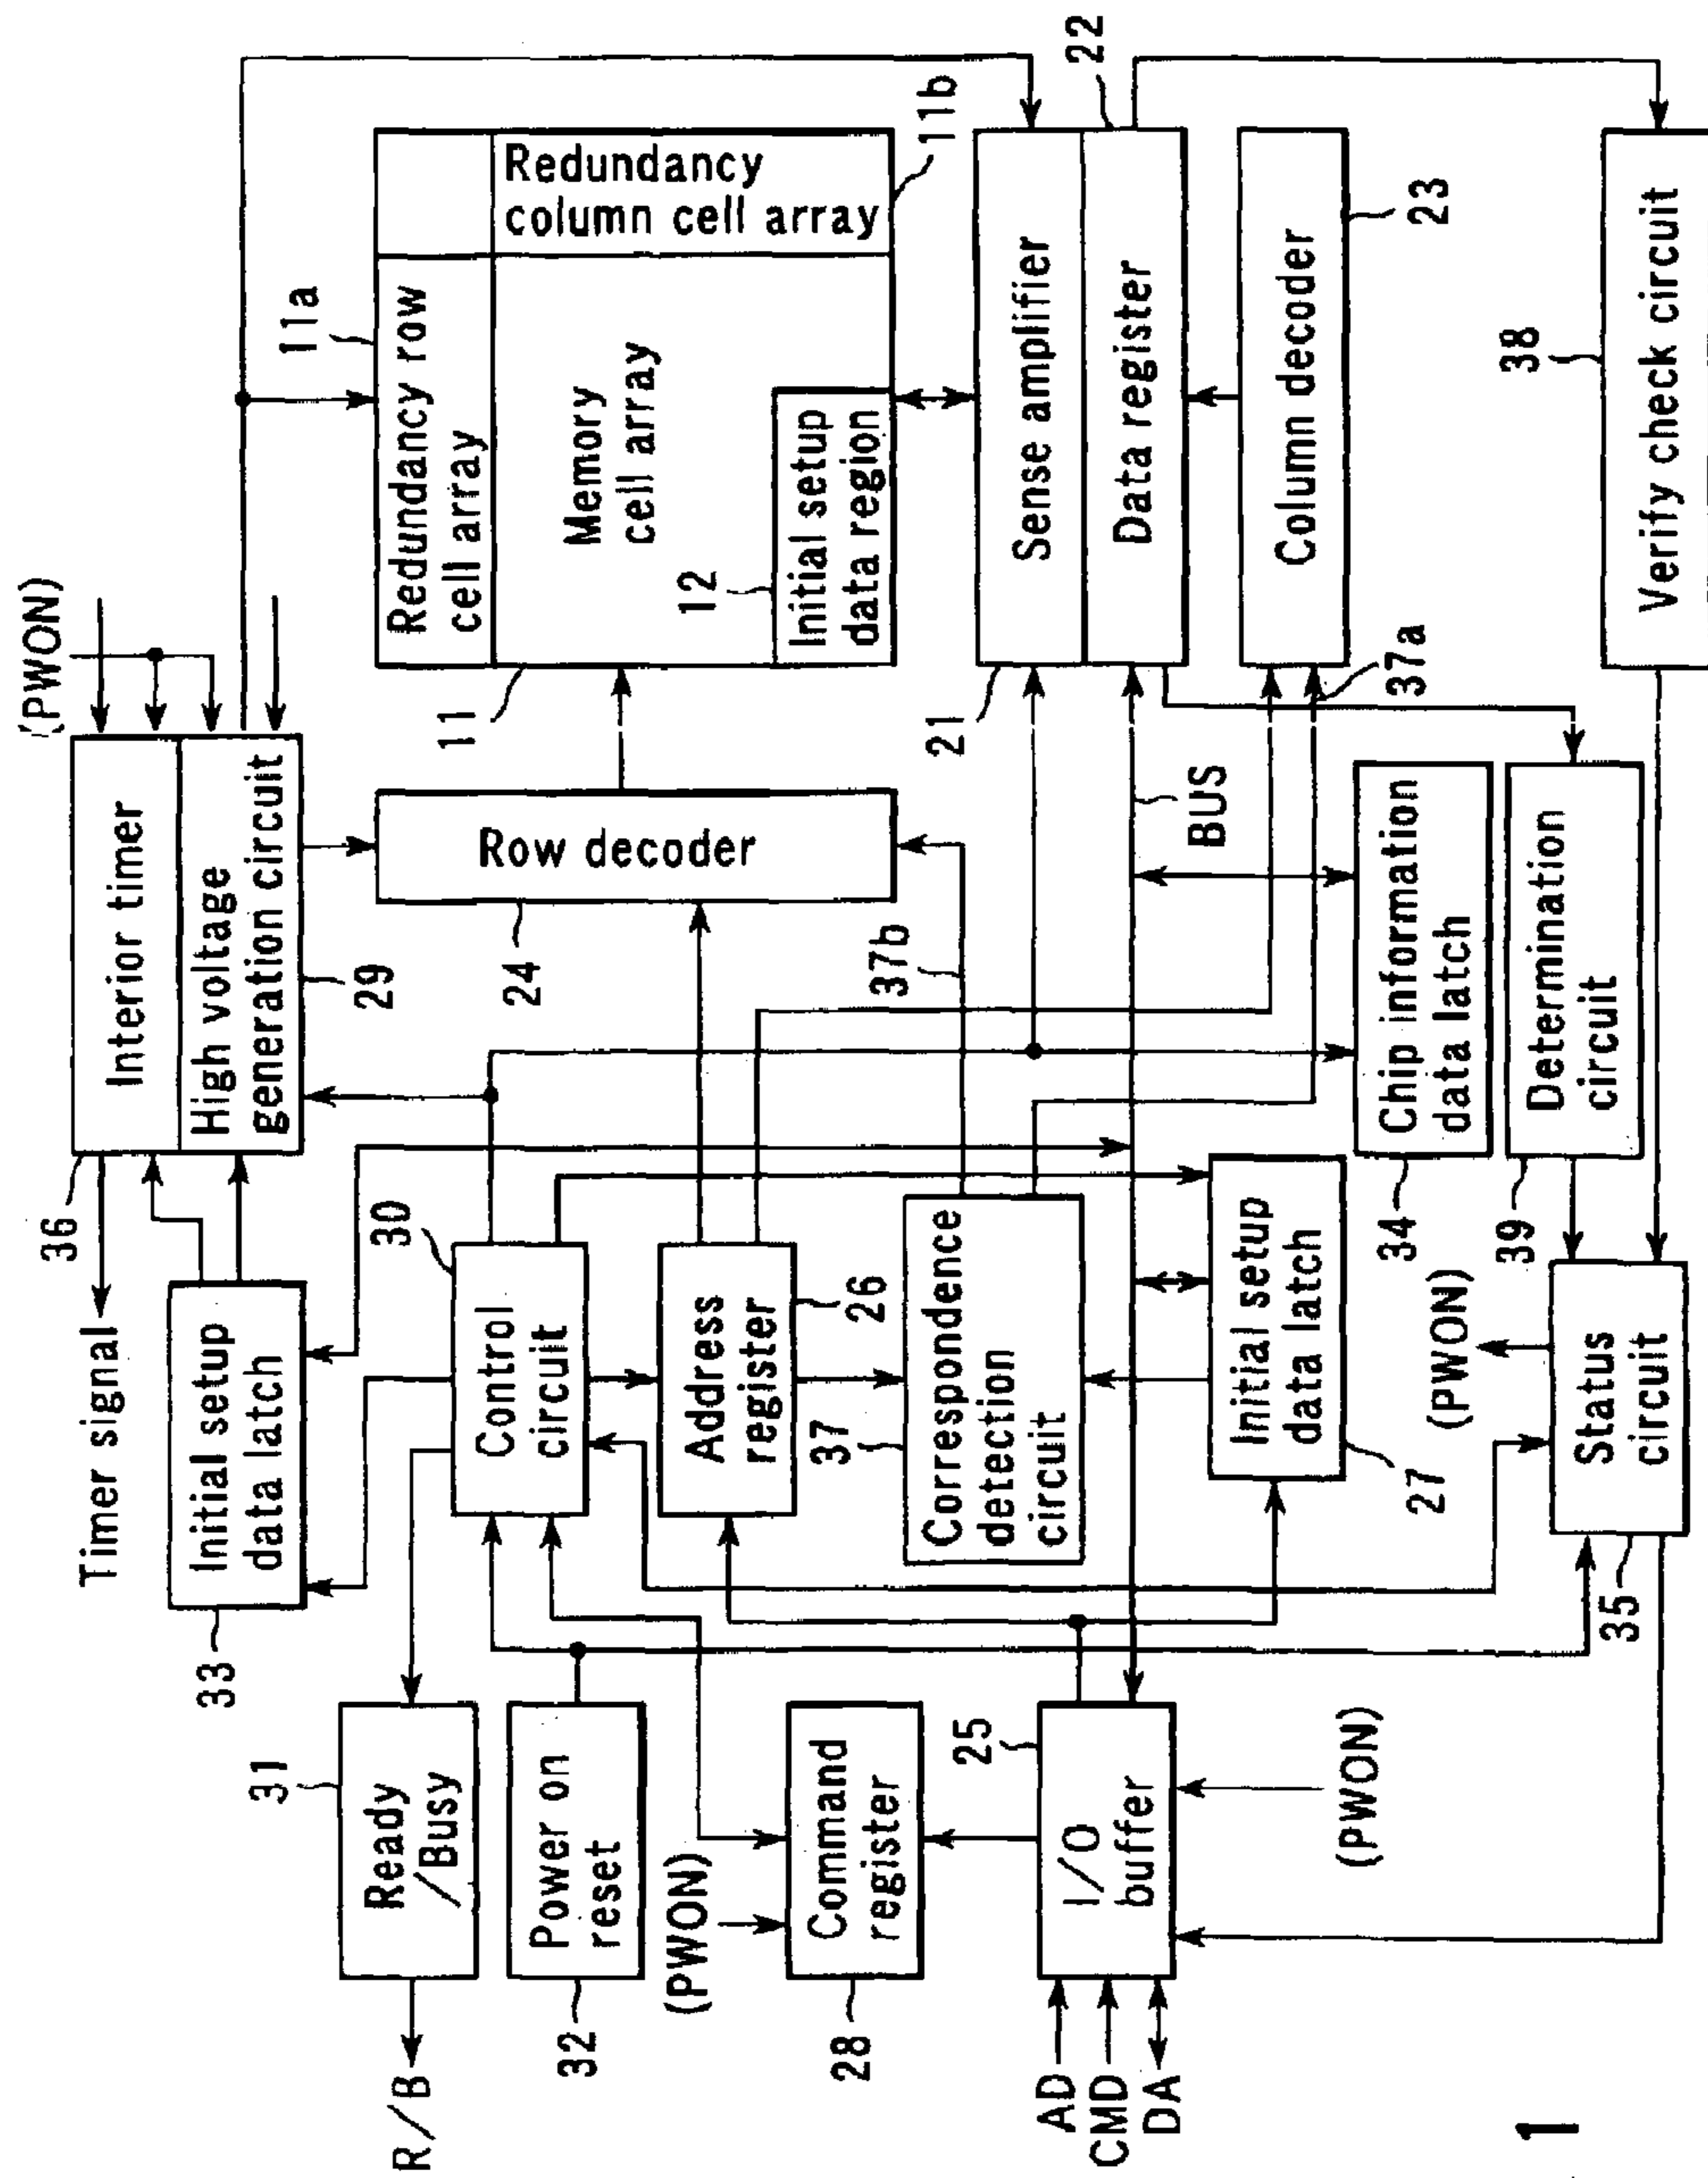 (PWON)
36
Interior timer
High voltage
generation circuit
29
Timer signal
Initial setup
data latch
33
11a
Redundancy row
cell array
Redundancy
column cell array
11b
Memory
cell array
11
12
Initial setup
data region
Row decoder
24
31
Ready
/Busy
R/B
30
Control
circuit
Power on
reset
32
Address
register
26
37b
(PWON)
Command
register
28
37
Correspondence
detection
circuit
21
Sense amplifier
22
Data register
BUS
Column decoder
23
37a
25
I/O
buffer
AD
CMD
DA
(PWON)
Initial setup
data latch
27
Chip information
data latch
34
Determination
circuit
39
(PWON)
Status
circuit
35
38
Verify check circuit
1